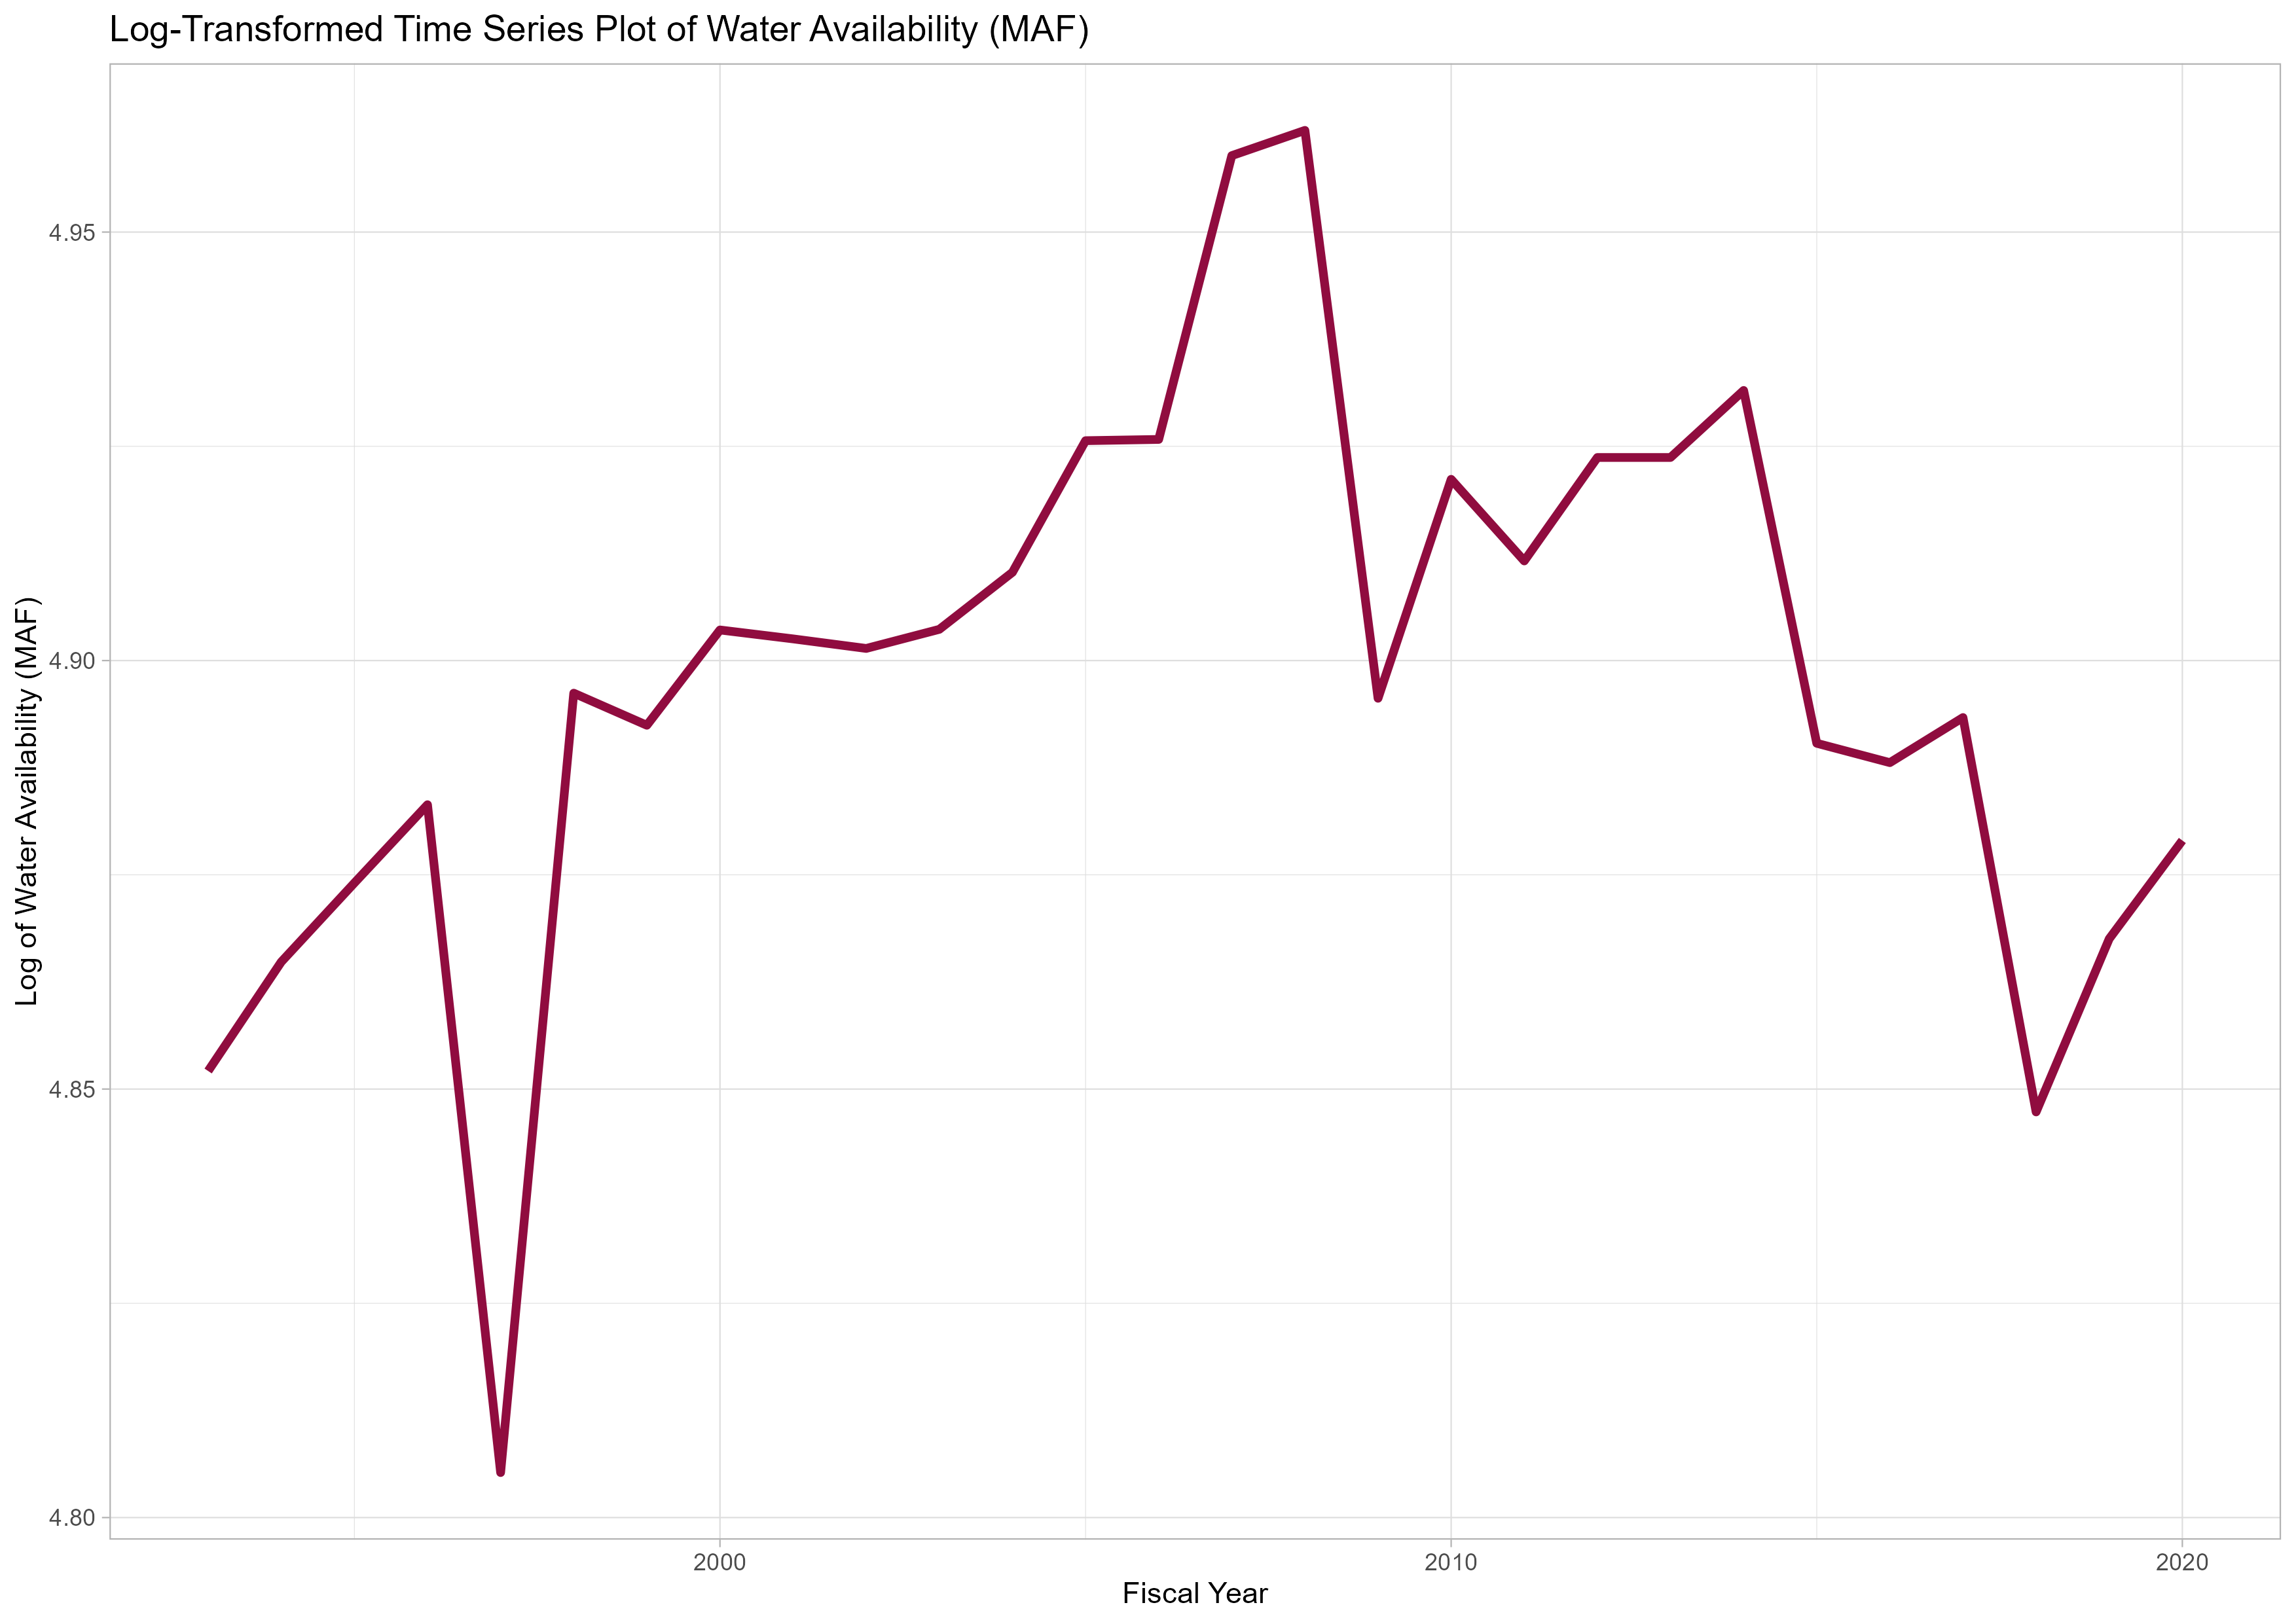 Log-Transformed Time Series Plot of Water Availability (MAF)
Log of Water Availability (MAF)
4.95
4.90
4.85
4.80
2000
2010
2020
Fiscal Year